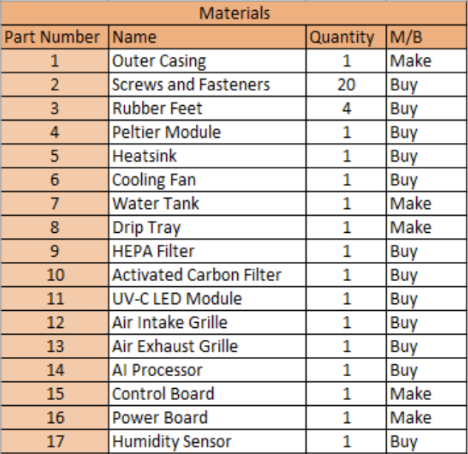 Materials
Part Number Name Quantity M/B
1 Outer Casing 1 Make
2 Screws and Fasteners 20 Buy
3 Rubber Feet 4 Buy
4 Peltier Module 1 Buy
5 Heatsink 1 Buy
6 Cooling Fan 1 Buy
7 Water Tank 1 Make
8 Drip Tray 1 Make
9 HEPA Filter 1 Buy
10 Activated Carbon Filter 1 Buy
11 UV-C LED Module 1 Buy
12 Air Intake Grille 1 Buy
13 Air Exhaust Grille 1 Buy
14 AI Processor 1 Buy
15 Control Board 1 Make
16 Power Board 1 Make
17 Humidity Sensor 1 Buy